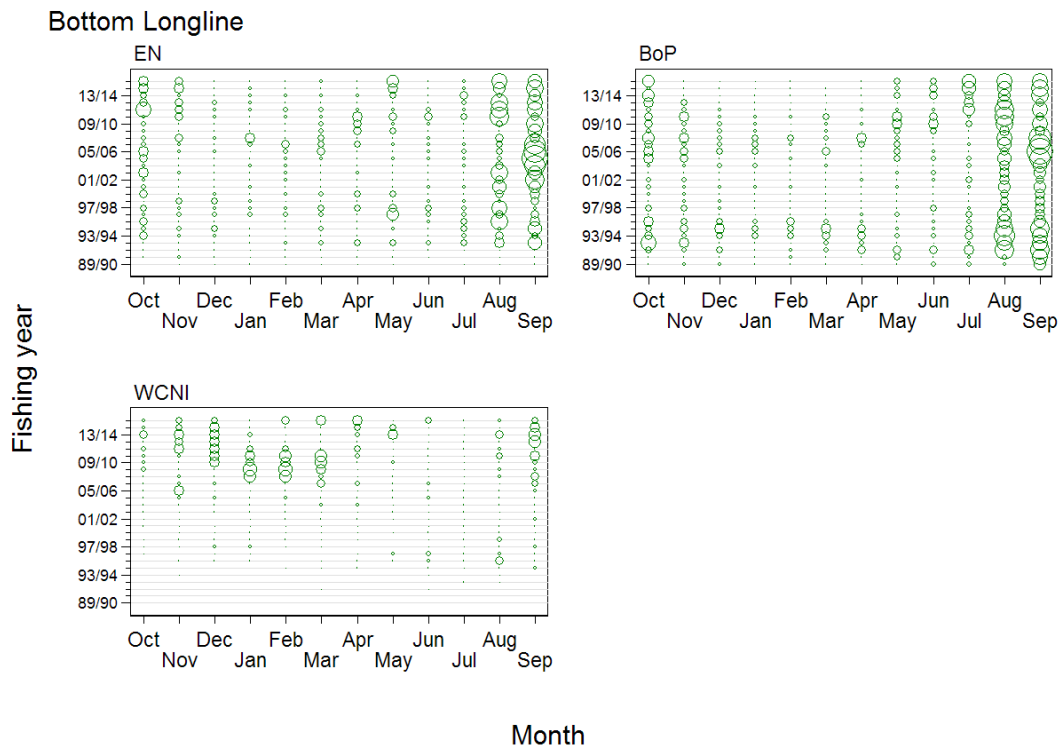 Bottom Longline
EN
13/14
09/10
05/06
01/02
97/98
93/94
89/90
Oct Dec Feb Apr Jun Aug
Nov Jan Mar May Jul Sep
BoP
13/14
09/10
05/06
01/02
97/98
93/94
89/90
Oct Dec Feb Apr Jun Aug
Nov Jan Mar May Jul Sep
WCNI
13/14
09/10
05/06
01/02
97/98
93/94
89/90
Oct Dec Feb Apr Jun Aug
Nov Jan Mar May Jul Sep
Fishing year
Month